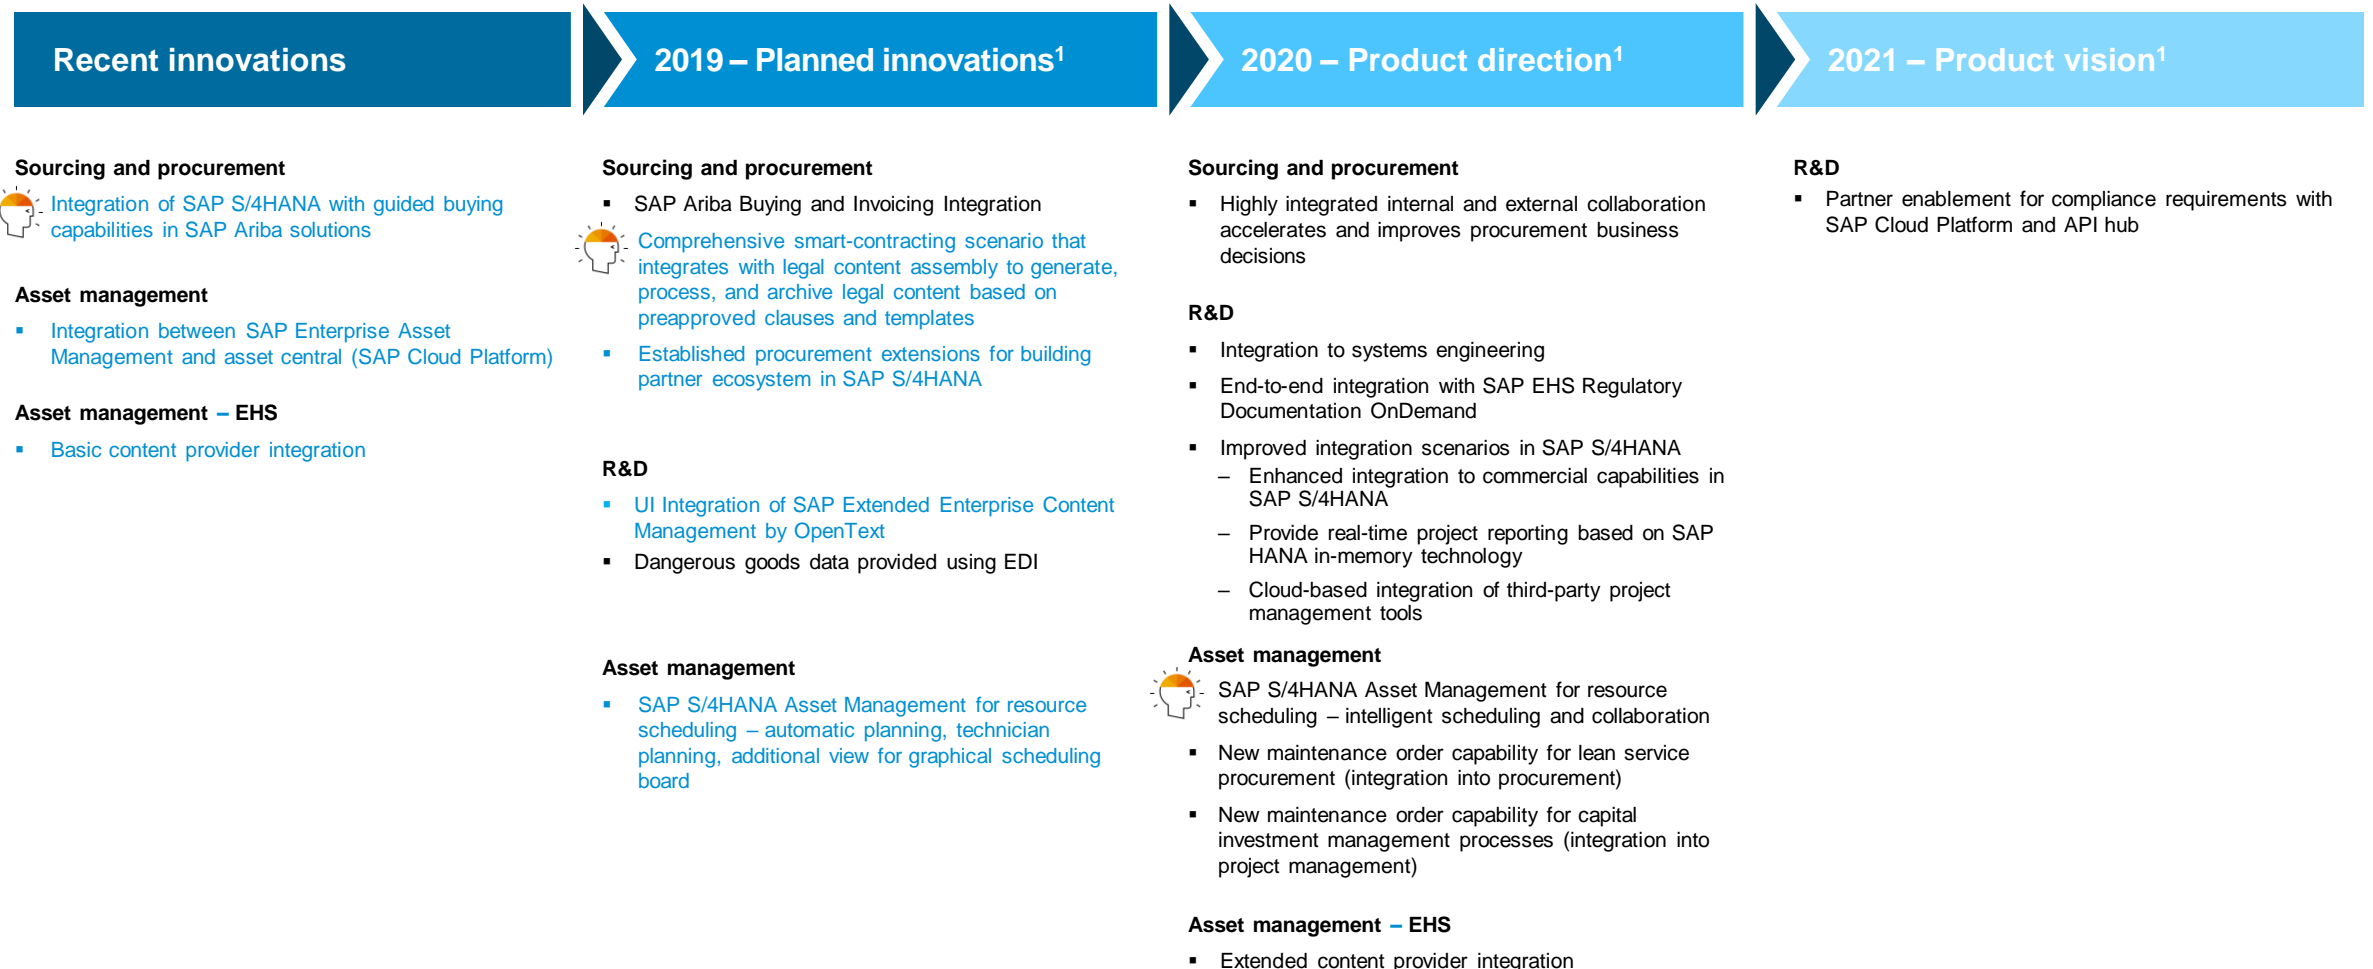 Recent innovations
2019 – Planned innovations¹
2020 – Product direction¹
2021 – Product vision¹
Sourcing and procurement
Integration of SAP S/4HANA with guided buying
capabilities in SAP Ariba solutions
Asset management
▪ Integration between SAP Enterprise Asset
Management and asset central (SAP Cloud Platform)
Asset management – EHS
▪ Basic content provider integration
Sourcing and procurement
▪ SAP Ariba Buying and Invoicing Integration
Comprehensive smart-contracting scenario that
integrates with legal content assembly to generate,
process, and archive legal content based on
preapproved clauses and templates
▪ Established procurement extensions for building
partner ecosystem in SAP S/4HANA
R&D
▪ UI Integration of SAP Extended Enterprise Content
Management by OpenText
▪ Dangerous goods data provided using EDI
Asset management
▪ SAP S/4HANA Asset Management for resource
scheduling – automatic planning, technician
planning, additional view for graphical scheduling
board
Sourcing and procurement
▪ Highly integrated internal and external collaboration
accelerates and improves procurement business
decisions
R&D
▪ Integration to systems engineering
▪ End-to-end integration with SAP EHS Regulatory
Documentation OnDemand
▪ Improved integration scenarios in SAP S/4HANA
– Enhanced integration to commercial capabilities in
SAP S/4HANA
– Provide real-time project reporting based on SAP
HANA in-memory technology
– Cloud-based integration of third-party project
management tools
Asset management
SAP S/4HANA Asset Management for resource
scheduling – intelligent scheduling and collaboration
▪ New maintenance order capability for lean service
procurement (integration into procurement)
▪ New maintenance order capability for capital
investment management processes (integration into
project management)
Asset management – EHS
▪ Extended content provider integration
R&D
▪ Partner enablement for compliance requirements with
SAP Cloud Platform and API hub